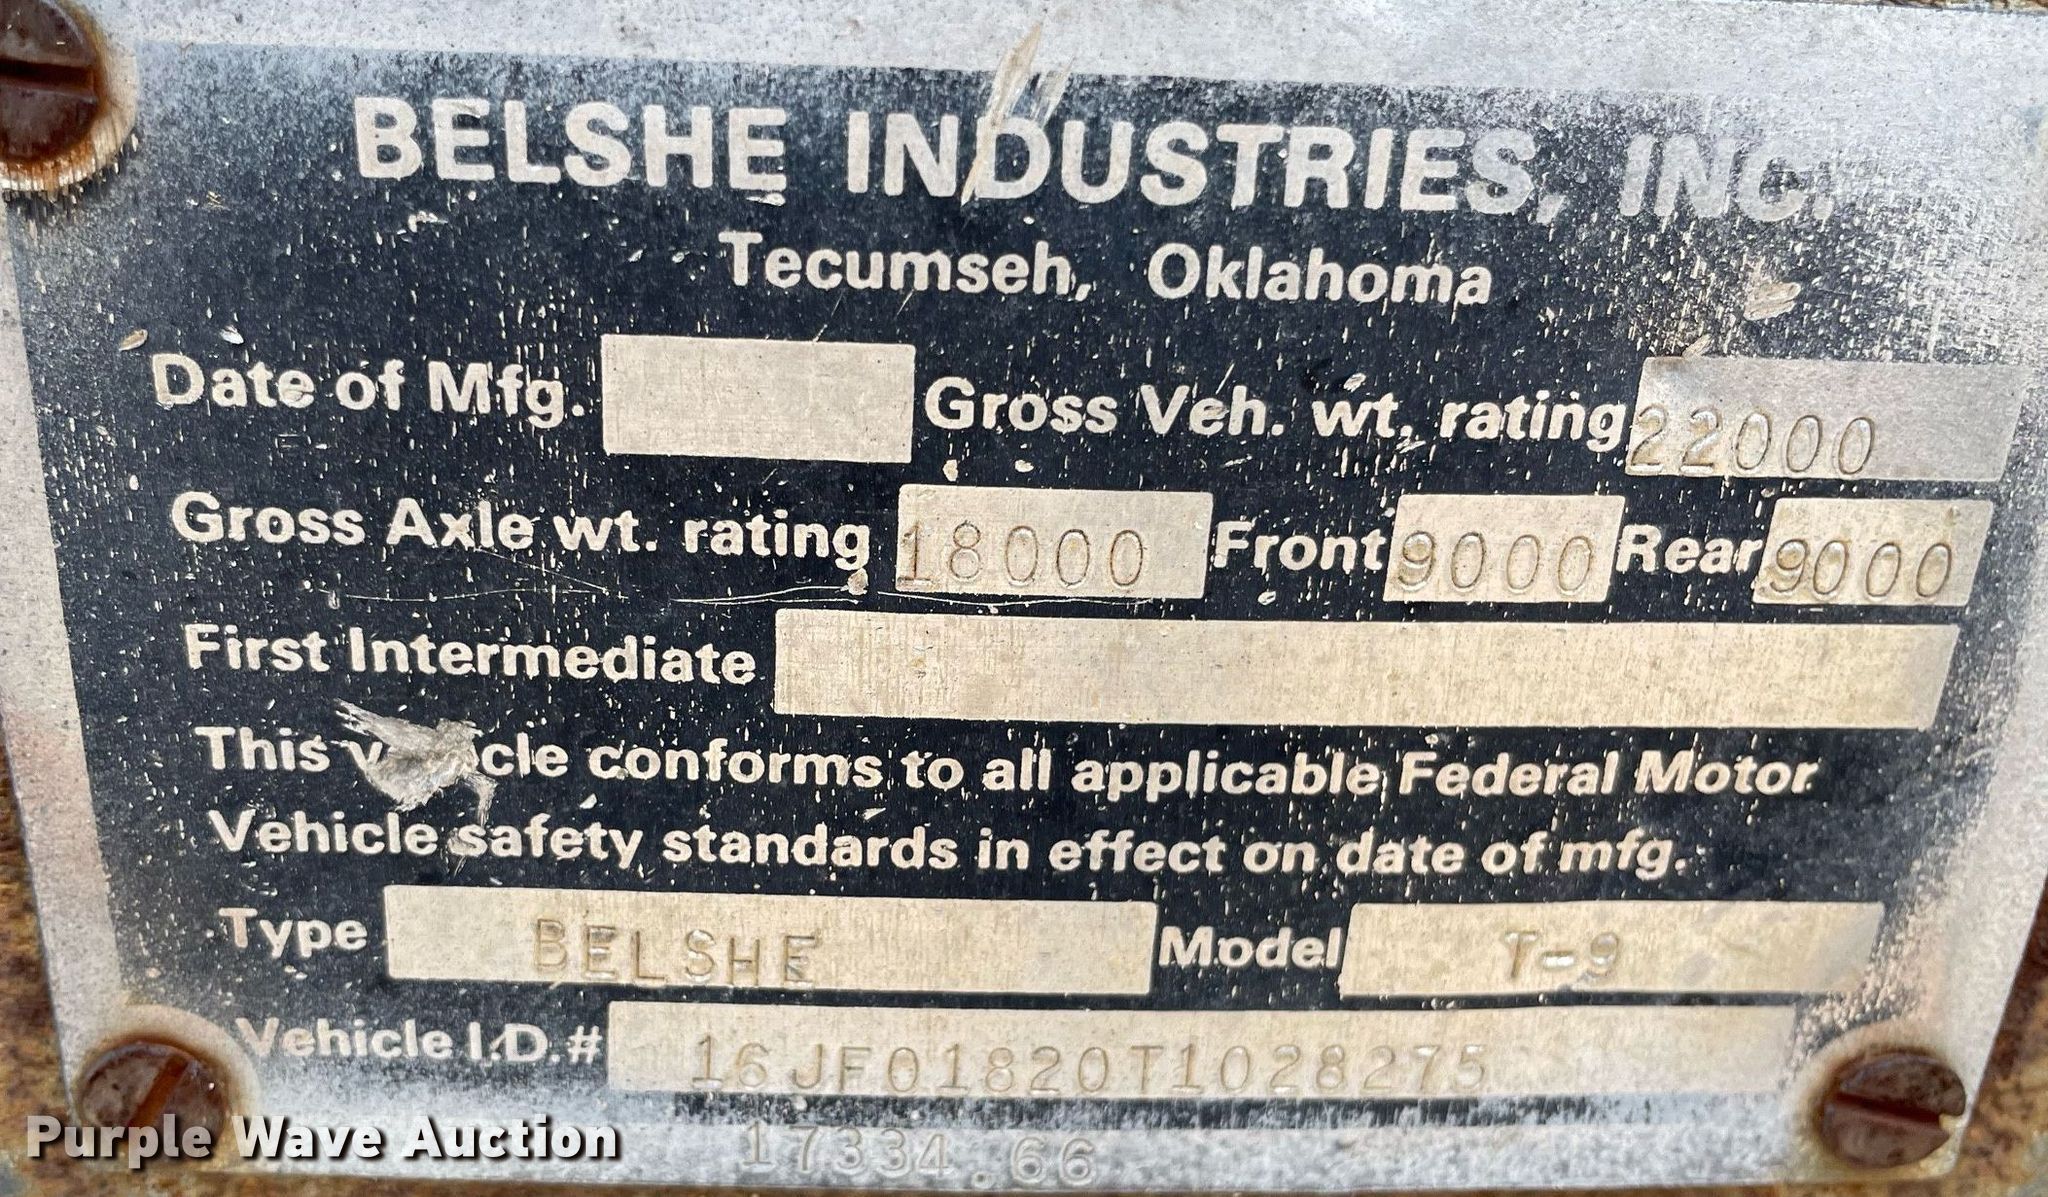 BELSHE INDUSTRIES, INC.
Tecumseh, Oklahoma
Date of Mfg. Gross Veh. wt. rating 22000
Gross Axle wt. rating 18000 Front 9000 Rear 9000
First Intermediate
This v cle conforms to all applicable Federal Motor
Vehicle safety standards in effect on date of mfg.
Type BELSHE Model T-9
Vehicle I.D.# 16JF01820T1028275
17334.66
Purple Wave Auction